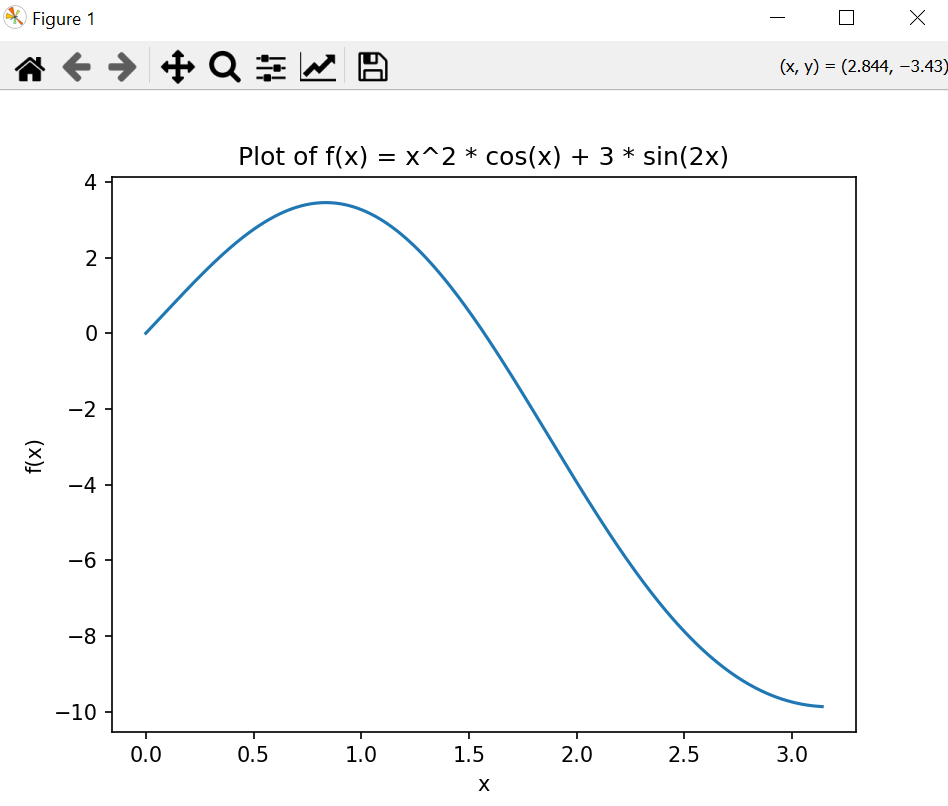 Figure 1
(x, y) = (2.844, −3.43)
Plot of f(x) = x^2 * cos(x) + 3 * sin(2x)
4
2
0
−2
−4
−6
−8
−10
f(x)
0.0 0.5 1.0 1.5 2.0 2.5 3.0
x